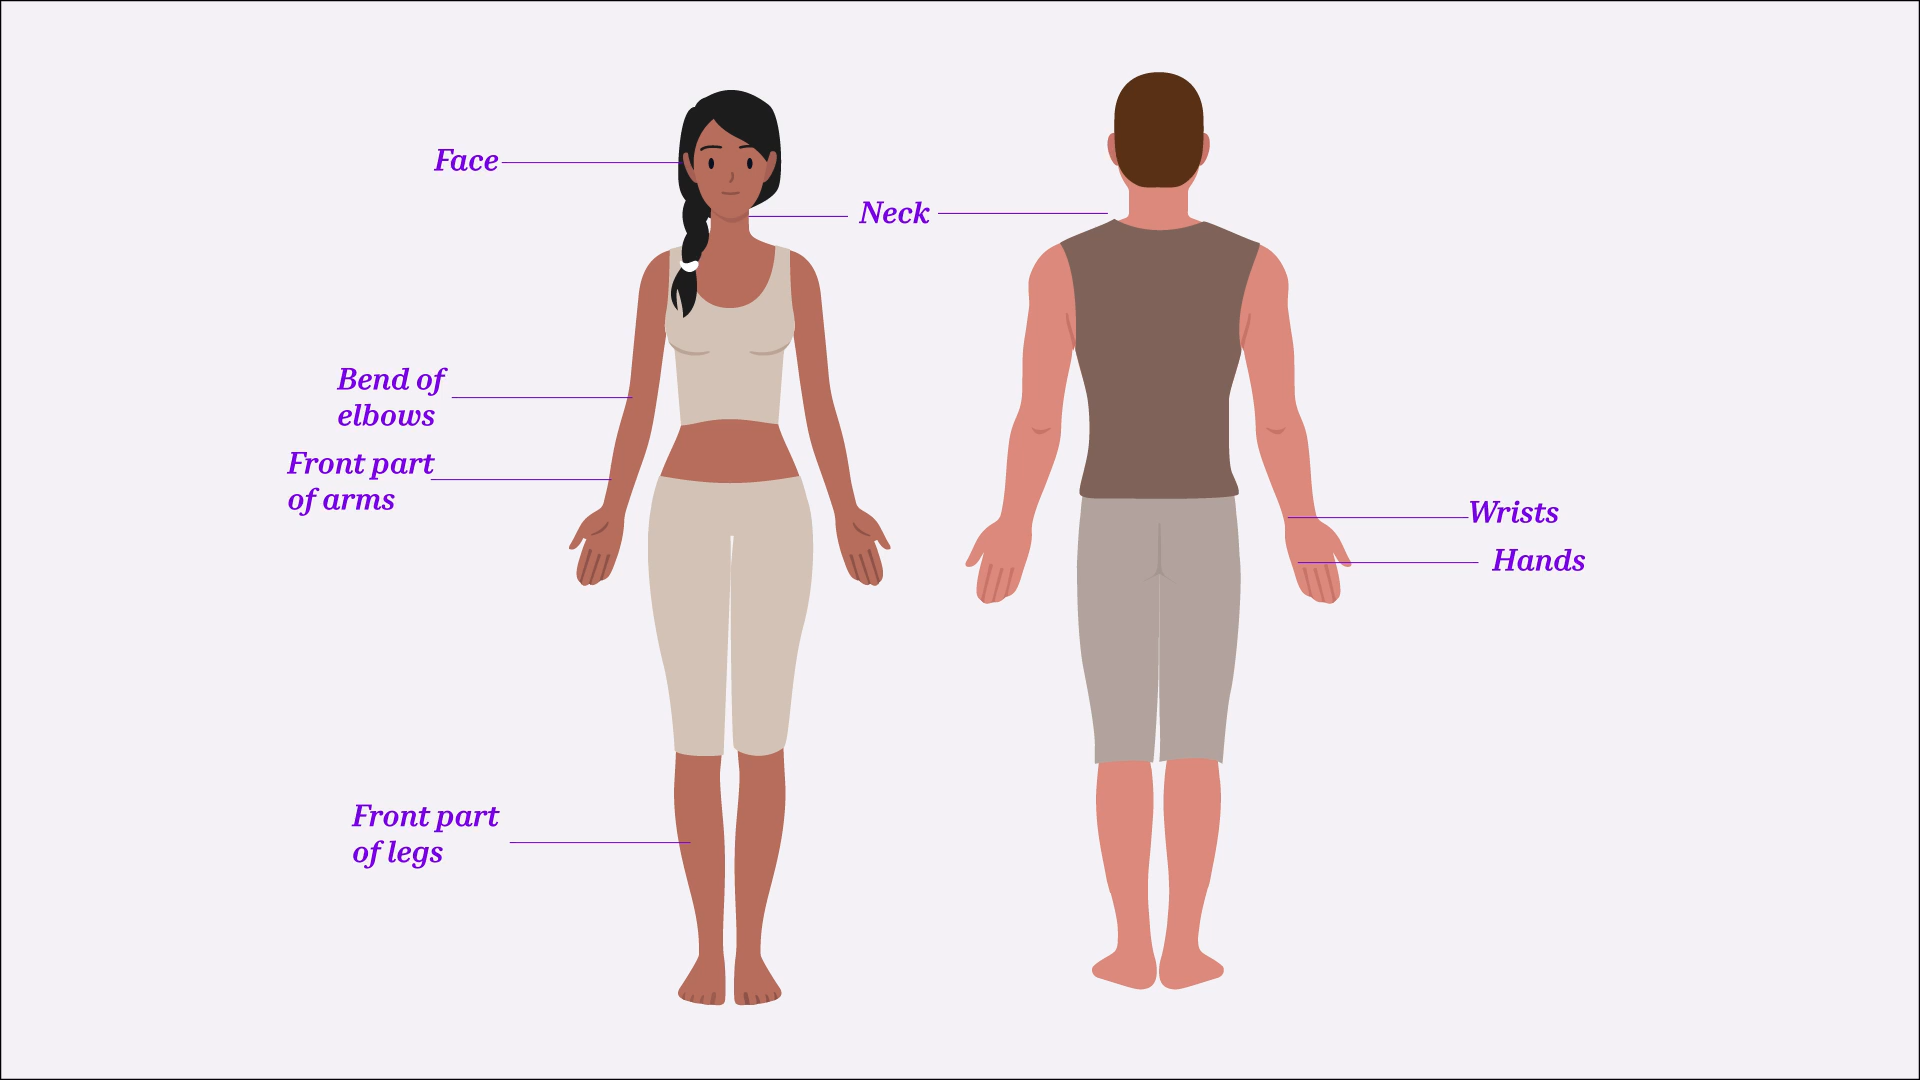 Face
Neck
Bend of
elbows
Front part
of arms
Wrists
Hands
Front part
of legs